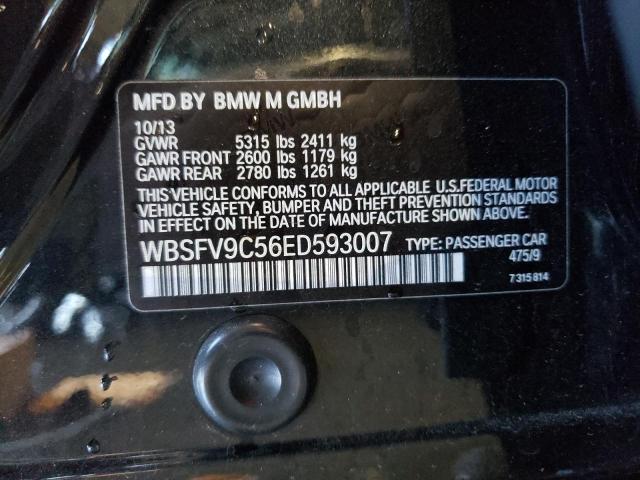 MFD BY BMW M GMBH
10/13
GVWR 5315 lbs 2411 kg
GAWR FRONT 2600 lbs 1179 kg
GAWR REAR 2780 lbs 1261 kg
THIS VEHICLE CONFORMS TO ALL APPLICABLE U.S.FEDERAL MOTOR
VEHICLE SAFETY, BUMPER AND THEFT PREVENTION STANDARDS
IN EFFECT ON THE DATE OF MANUFACTURE SHOWN ABOVE.
WBSFV9C56ED593007 TYPE: PASSENGER CAR
475/9
7 315 814